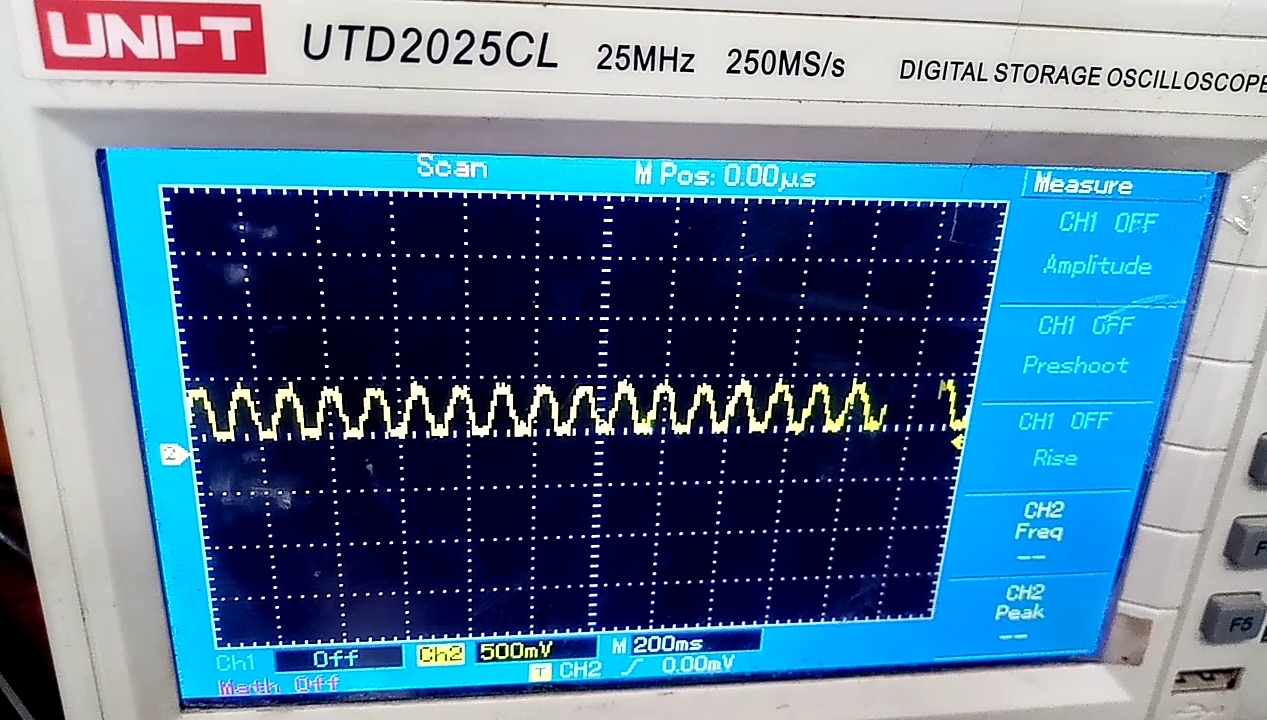 UNI-T UTD2025CL 25MHz 250MS/s DIGITAL STORAGE OSCILLOSCOPE
Scan M Pos: 0.00µs
Measure
CH1 OFF
Amplitude
CH1 OFF
Preshoot
CH1 OFF
Rise
CH2
Freq
--
CH2
Peak
--
2
Ch1 Off Ch2 500mV M 200ms
Math Off T CH2 0.00mV
F5